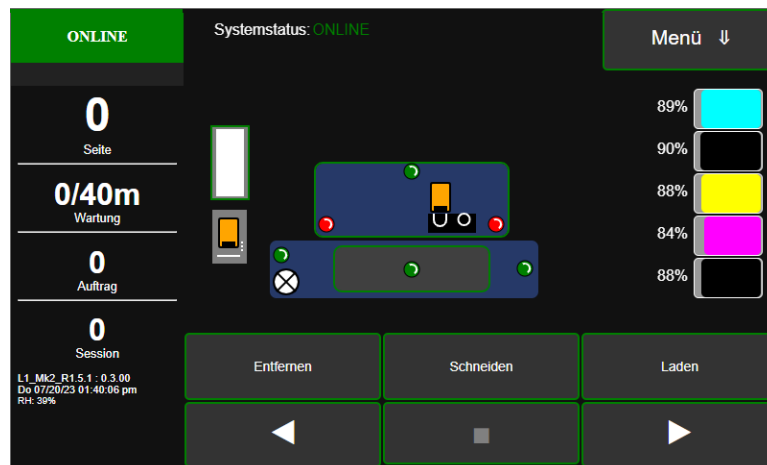 ONLINE
Systemstatus: ONLINE
Menü ⇓
0
Seite
0/40m
Wartung
0
Auftrag
0
Session
L1_Mk2_R1.5.1 : 0.3.00
Do 07/20/23 01:40:06 pm
RH: 39%
89%
90%
88%
84%
88%
Entfernen
Schneiden
Laden